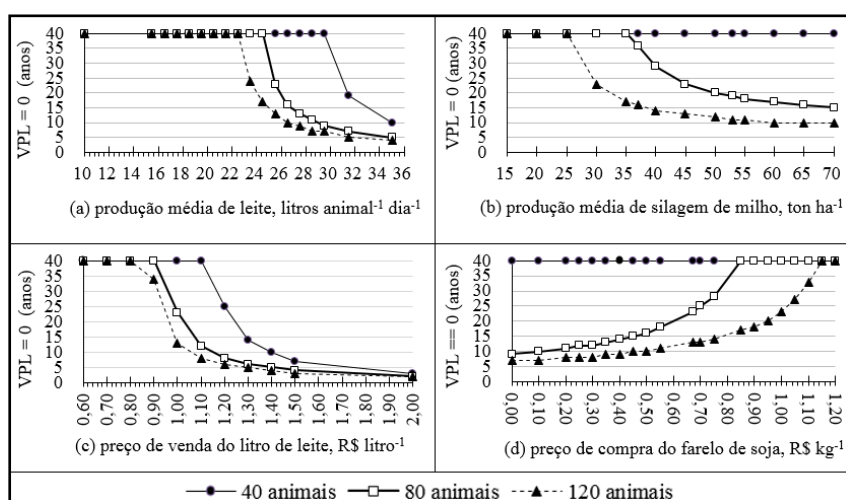 VPL = 0 (anos)
40
35
30
25
20
15
10
5
0
10 12 14 16 18 20 22 24 26 28 30 32 34 36
(a) produção média de leite, litros animal⁻¹ dia⁻¹
VPL = 0 (anos)
40
35
30
25
20
15
10
5
0
15 20 25 30 35 40 45 50 55 60 65 70
(b) produção média de silagem de milho, ton ha⁻¹
VPL = 0 (anos)
40
35
30
25
20
15
10
5
0
0,60 0,70 0,80 0,90 1,00 1,10 1,20 1,30 1,40 1,50 1,60 1,70 1,80 1,90 2,00
(c) preço de venda do litro de leite, R$ litro⁻¹
VPL == 0 (anos)
40
35
30
25
20
15
10
5
0
0,00 0,10 0,20 0,30 0,40 0,50 0,60 0,70 0,80 0,90 1,00 1,10 1,20
(d) preço de compra do farelo de soja, R$ kg⁻¹
40 animais 80 animais 120 animais